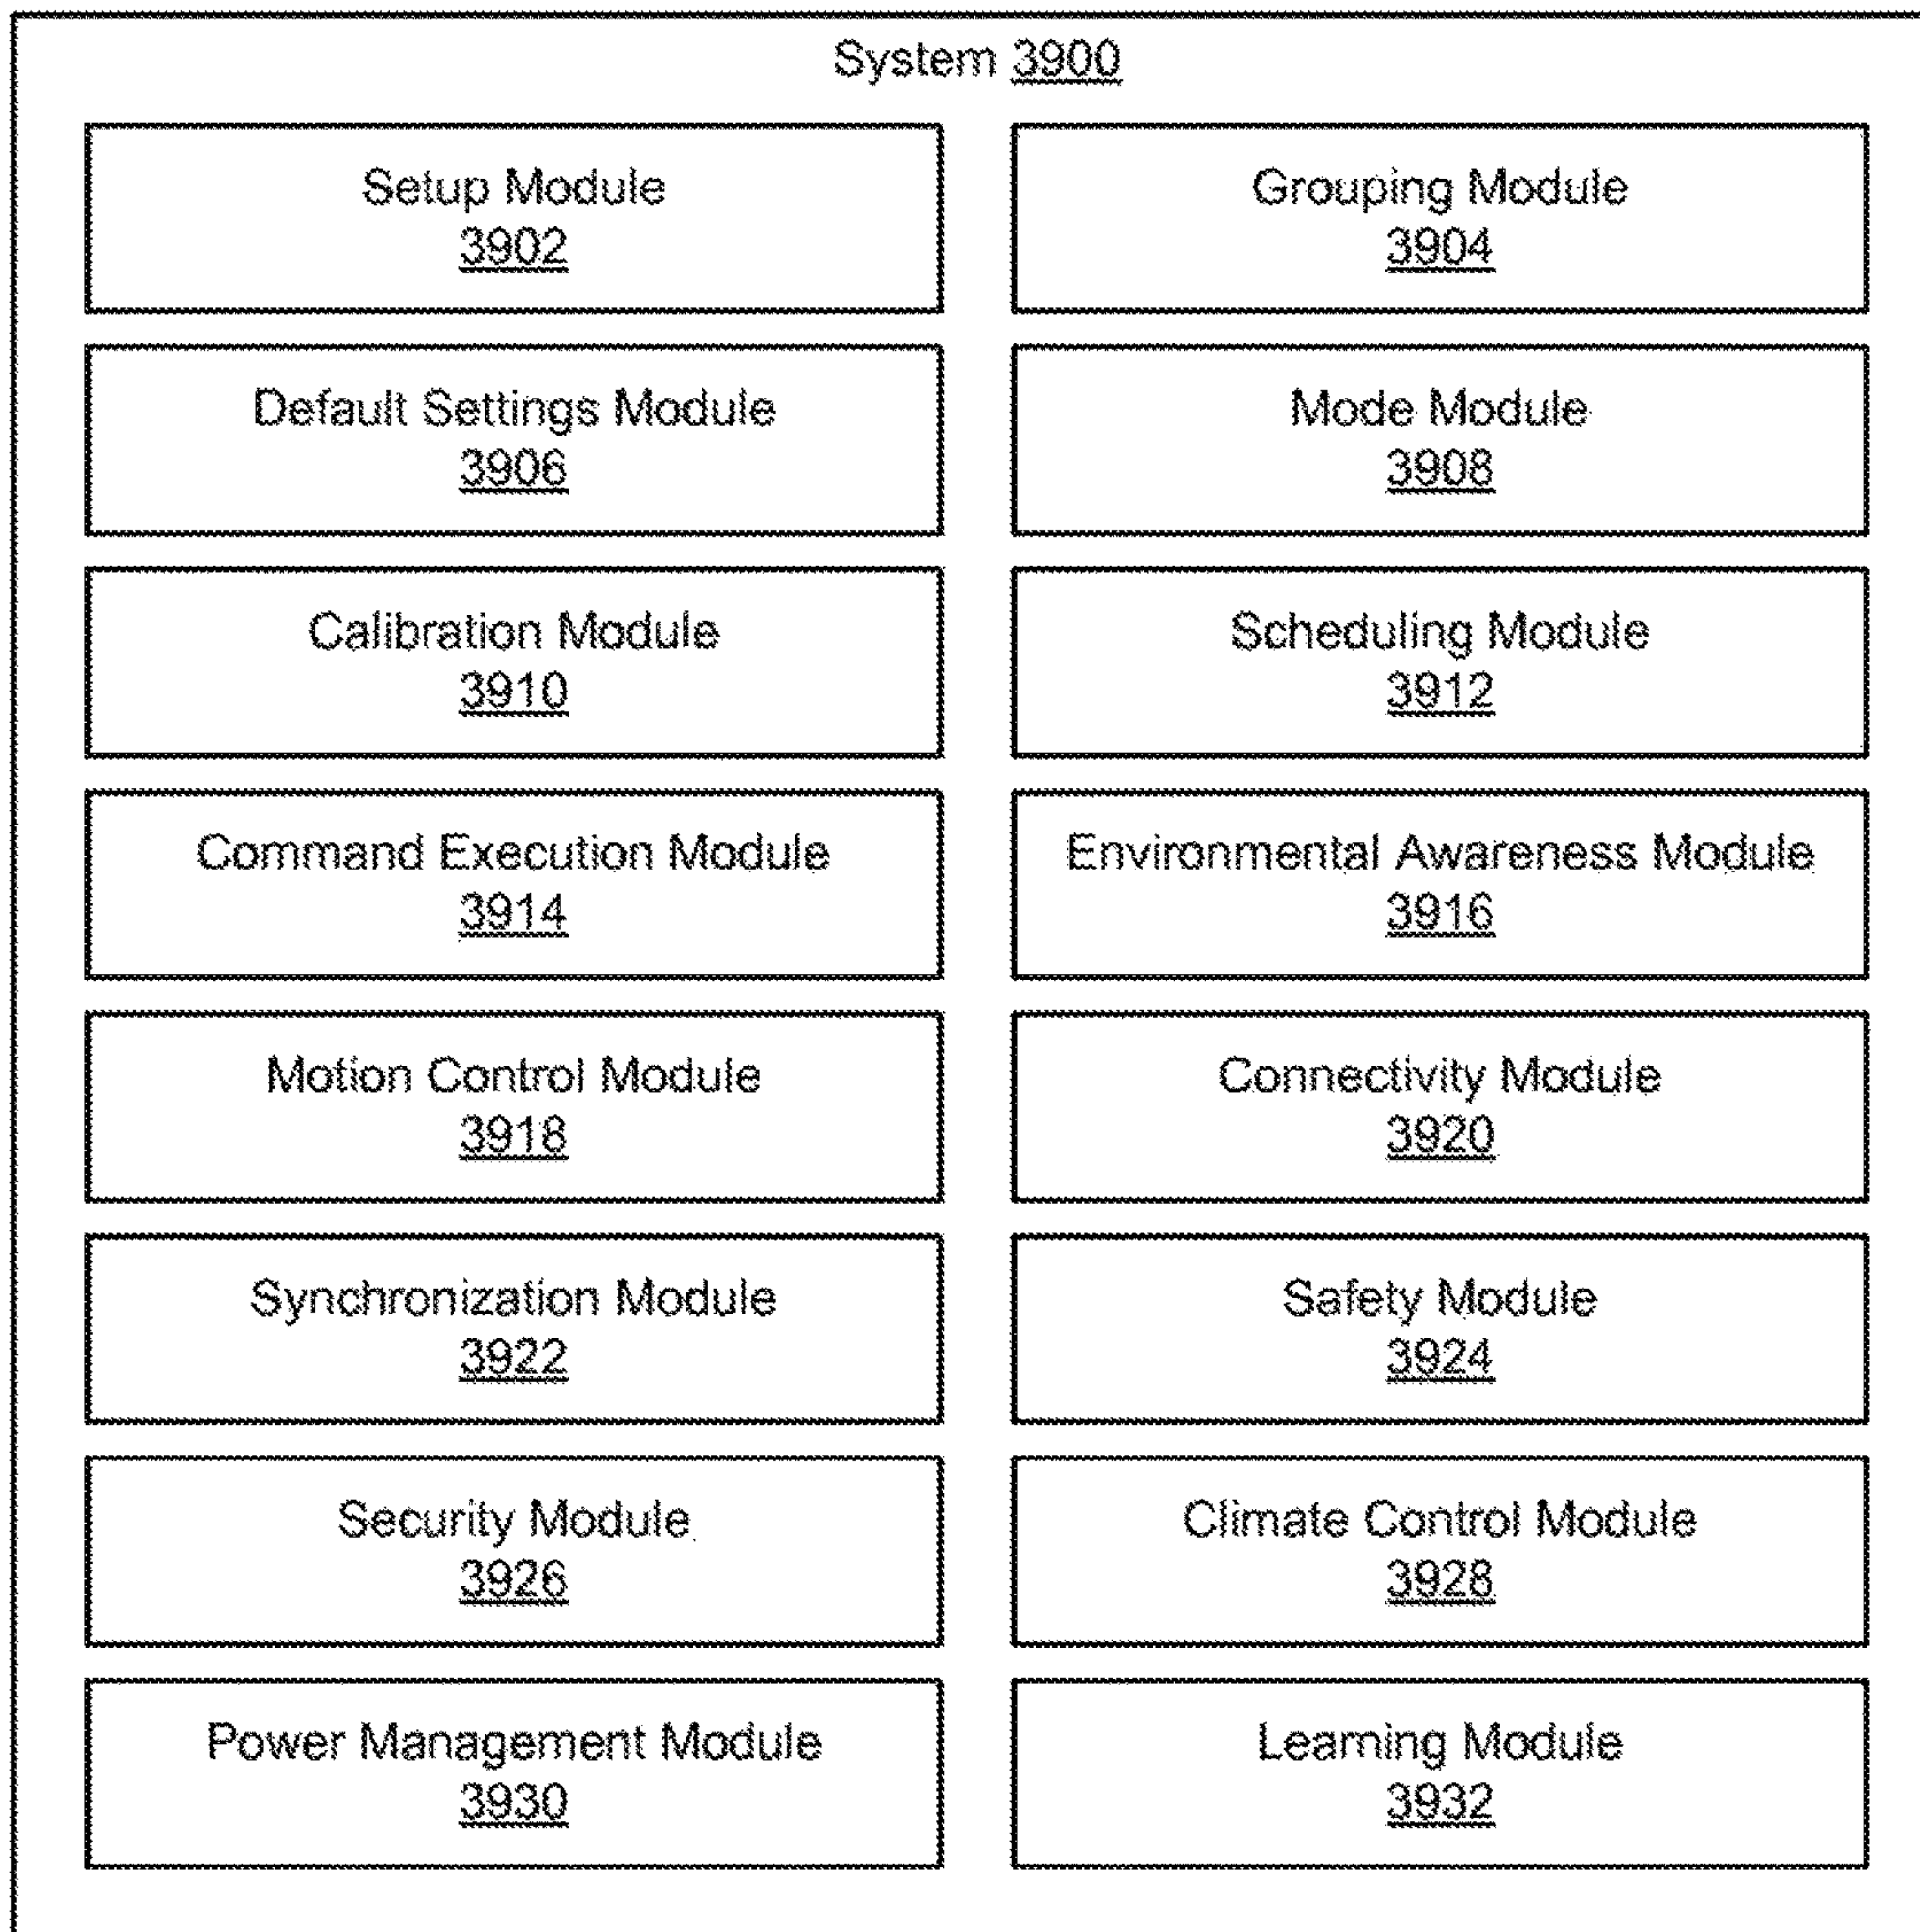 System 3900
Setup Module
3902
Grouping Module
3904
Default Settings Module
3906
Mode Module
3908
Calibration Module
3910
Scheduling Module
3912
Command Execution Module
3914
Environmental Awareness Module
3916
Motion Control Module
3918
Connectivity Module
3920
Synchronization Module
3922
Safety Module
3924
Security Module
3926
Climate Control Module
3928
Power Management Module
3930
Learning Module
3932